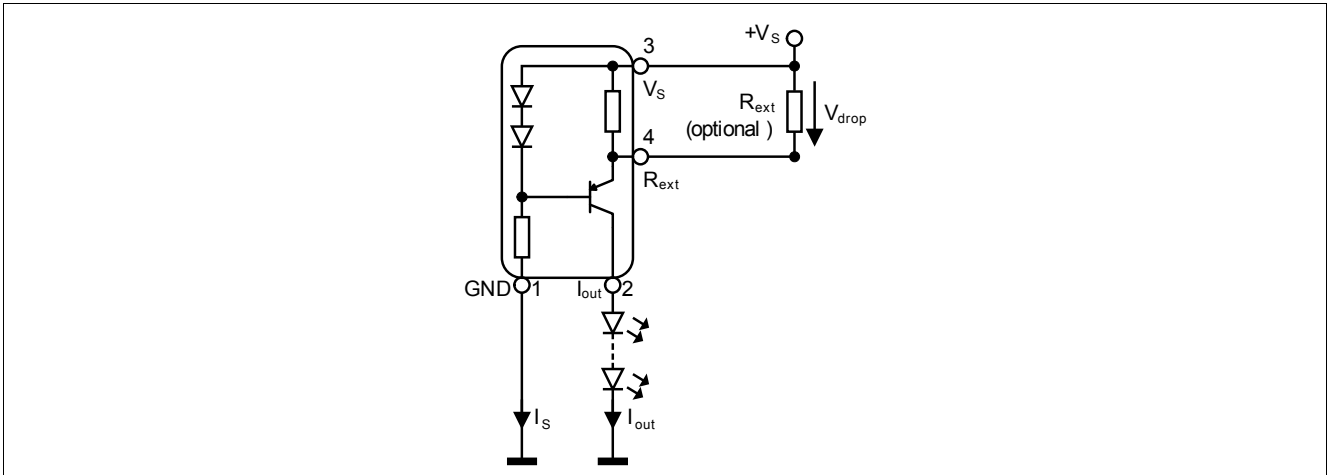 +VS
3
VS
Rext
(optional )
Vdrop
4
Rext
GND 1
Iout 2
IS
Iout